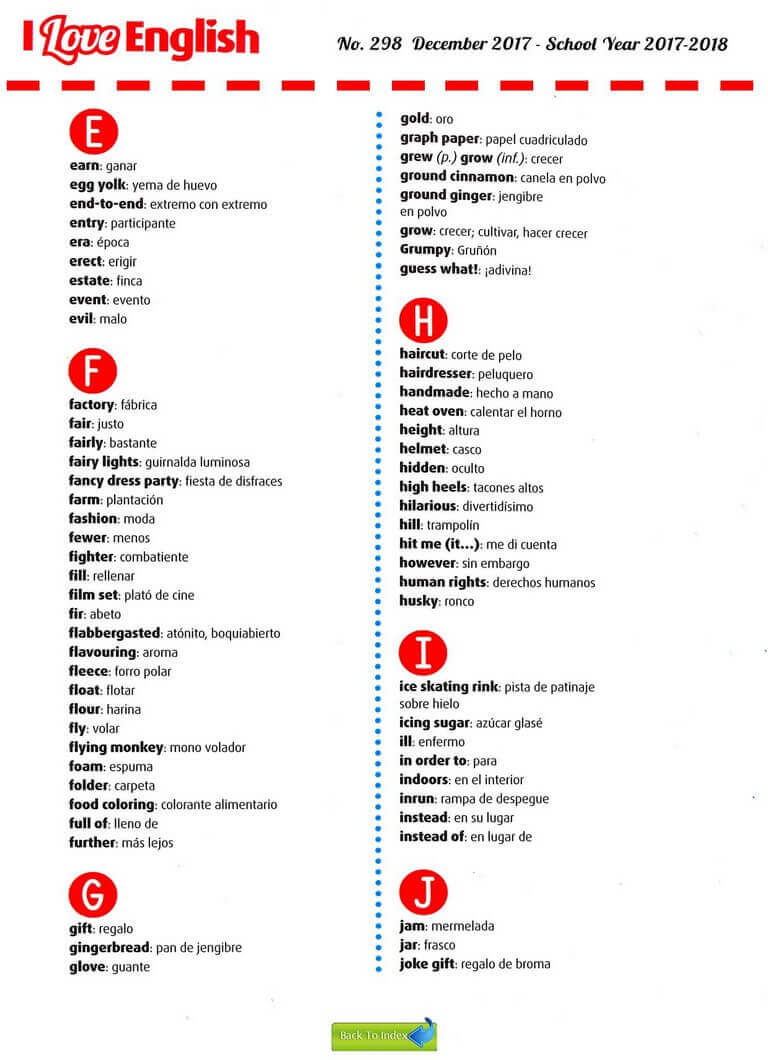 I Love English
No. 298 December 2017 - School Year 2017-2018
E
earn: ganar
egg yolk: yema de huevo
end-to-end: extremo con extremo
entry: participante
era: época
erect: erigir
estate: finca
event: evento
evil: malo
F
factory: fábrica
fair: justo
fairly: bastante
fairy lights: guirnalda luminosa
fancy dress party: fiesta de disfraces
farm: plantación
fashion: moda
fewer: menos
fighter: combatiente
fill: rellenar
film set: plató de cine
fir: abeto
flabbergasted: atónito, boquiabierto
flavouring: aroma
fleece: forro polar
float: flotar
flour: harina
fly: volar
flying monkey: mono volador
foam: espuma
folder: carpeta
food coloring: colorante alimentario
full of: lleno de
further: más lejos
G
gift: regalo
gingerbread: pan de jengibre
glove: guante
gold: oro
graph paper: papel cuadriculado
grew (p.) grow (inf.): crecer
ground cinnamon: canela en polvo
ground ginger: jengibre
en polvo
grow: crecer; cultivar, hacer crecer
Grumpy: Gruñón
guess what!: ¡adivina!
H
haircut: corte de pelo
hairdresser: peluquero
handmade: hecho a mano
heat oven: calentar el horno
height: altura
helmet: casco
hidden: oculto
high heels: tacones altos
hilarious: divertidísimo
hill: trampolín
hit me (it...): me di cuenta
however: sin embargo
human rights: derechos humanos
husky: ronco
I
ice skating rink: pista de patinaje
sobre hielo
icing sugar: azúcar glasé
ill: enfermo
in order to: para
indoors: en el interior
inrun: rampa de despegue
instead: en su lugar
instead of: en lugar de
J
jam: mermelada
jar: frasco
joke gift: regalo de broma
Back To Index